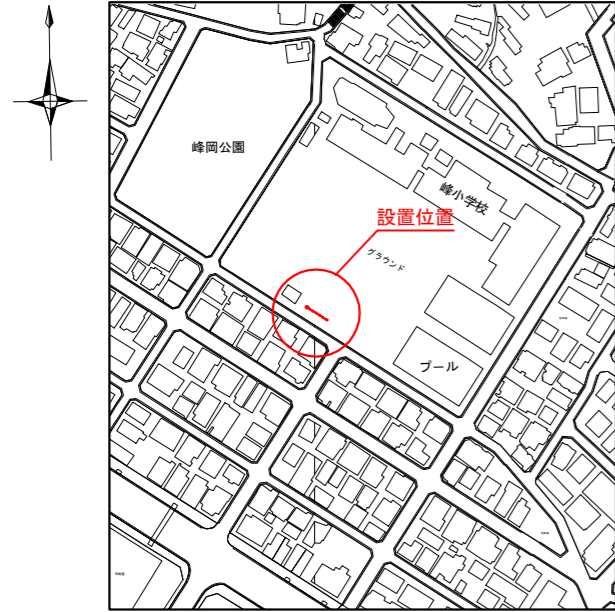 峰岡公園
峰小学校
設置位置
グラウンド
プール